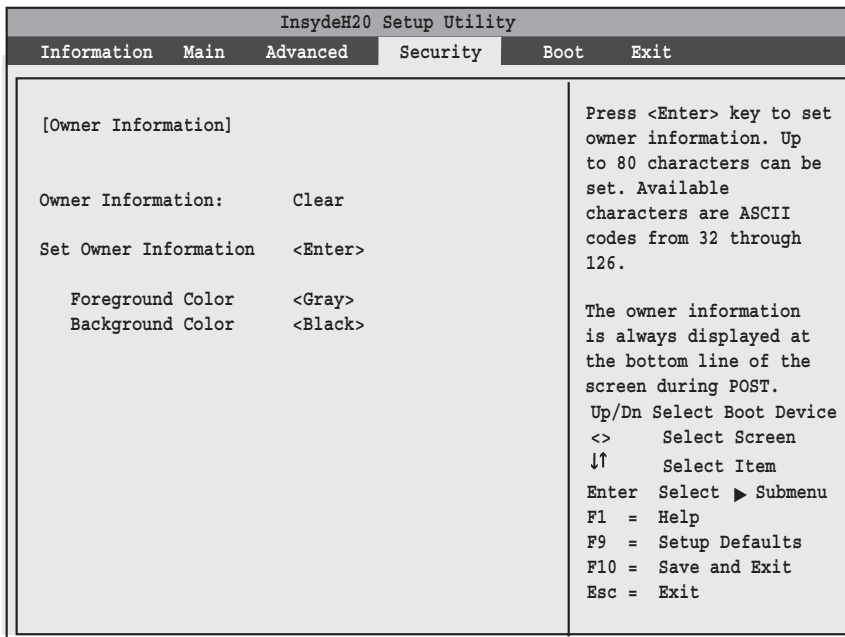 InsydeH20 Setup Utility
Information Main Advanced Security Boot Exit
[Owner Information]
Owner Information: Clear
Set Owner Information <Enter>
Foreground Color <Gray>
Background Color <Black>
Press <Enter> key to set
owner information. Up
to 80 characters can be
set. Available
characters are ASCII
codes from 32 through
126.
The owner information
is always displayed at
the bottom line of the
screen during POST.
Up/Dn Select Boot Device
<> Select Screen
↓↑ Select Item
Enter Select ▶ Submenu
F1 = Help
F9 = Setup Defaults
F10 = Save and Exit
Esc = Exit